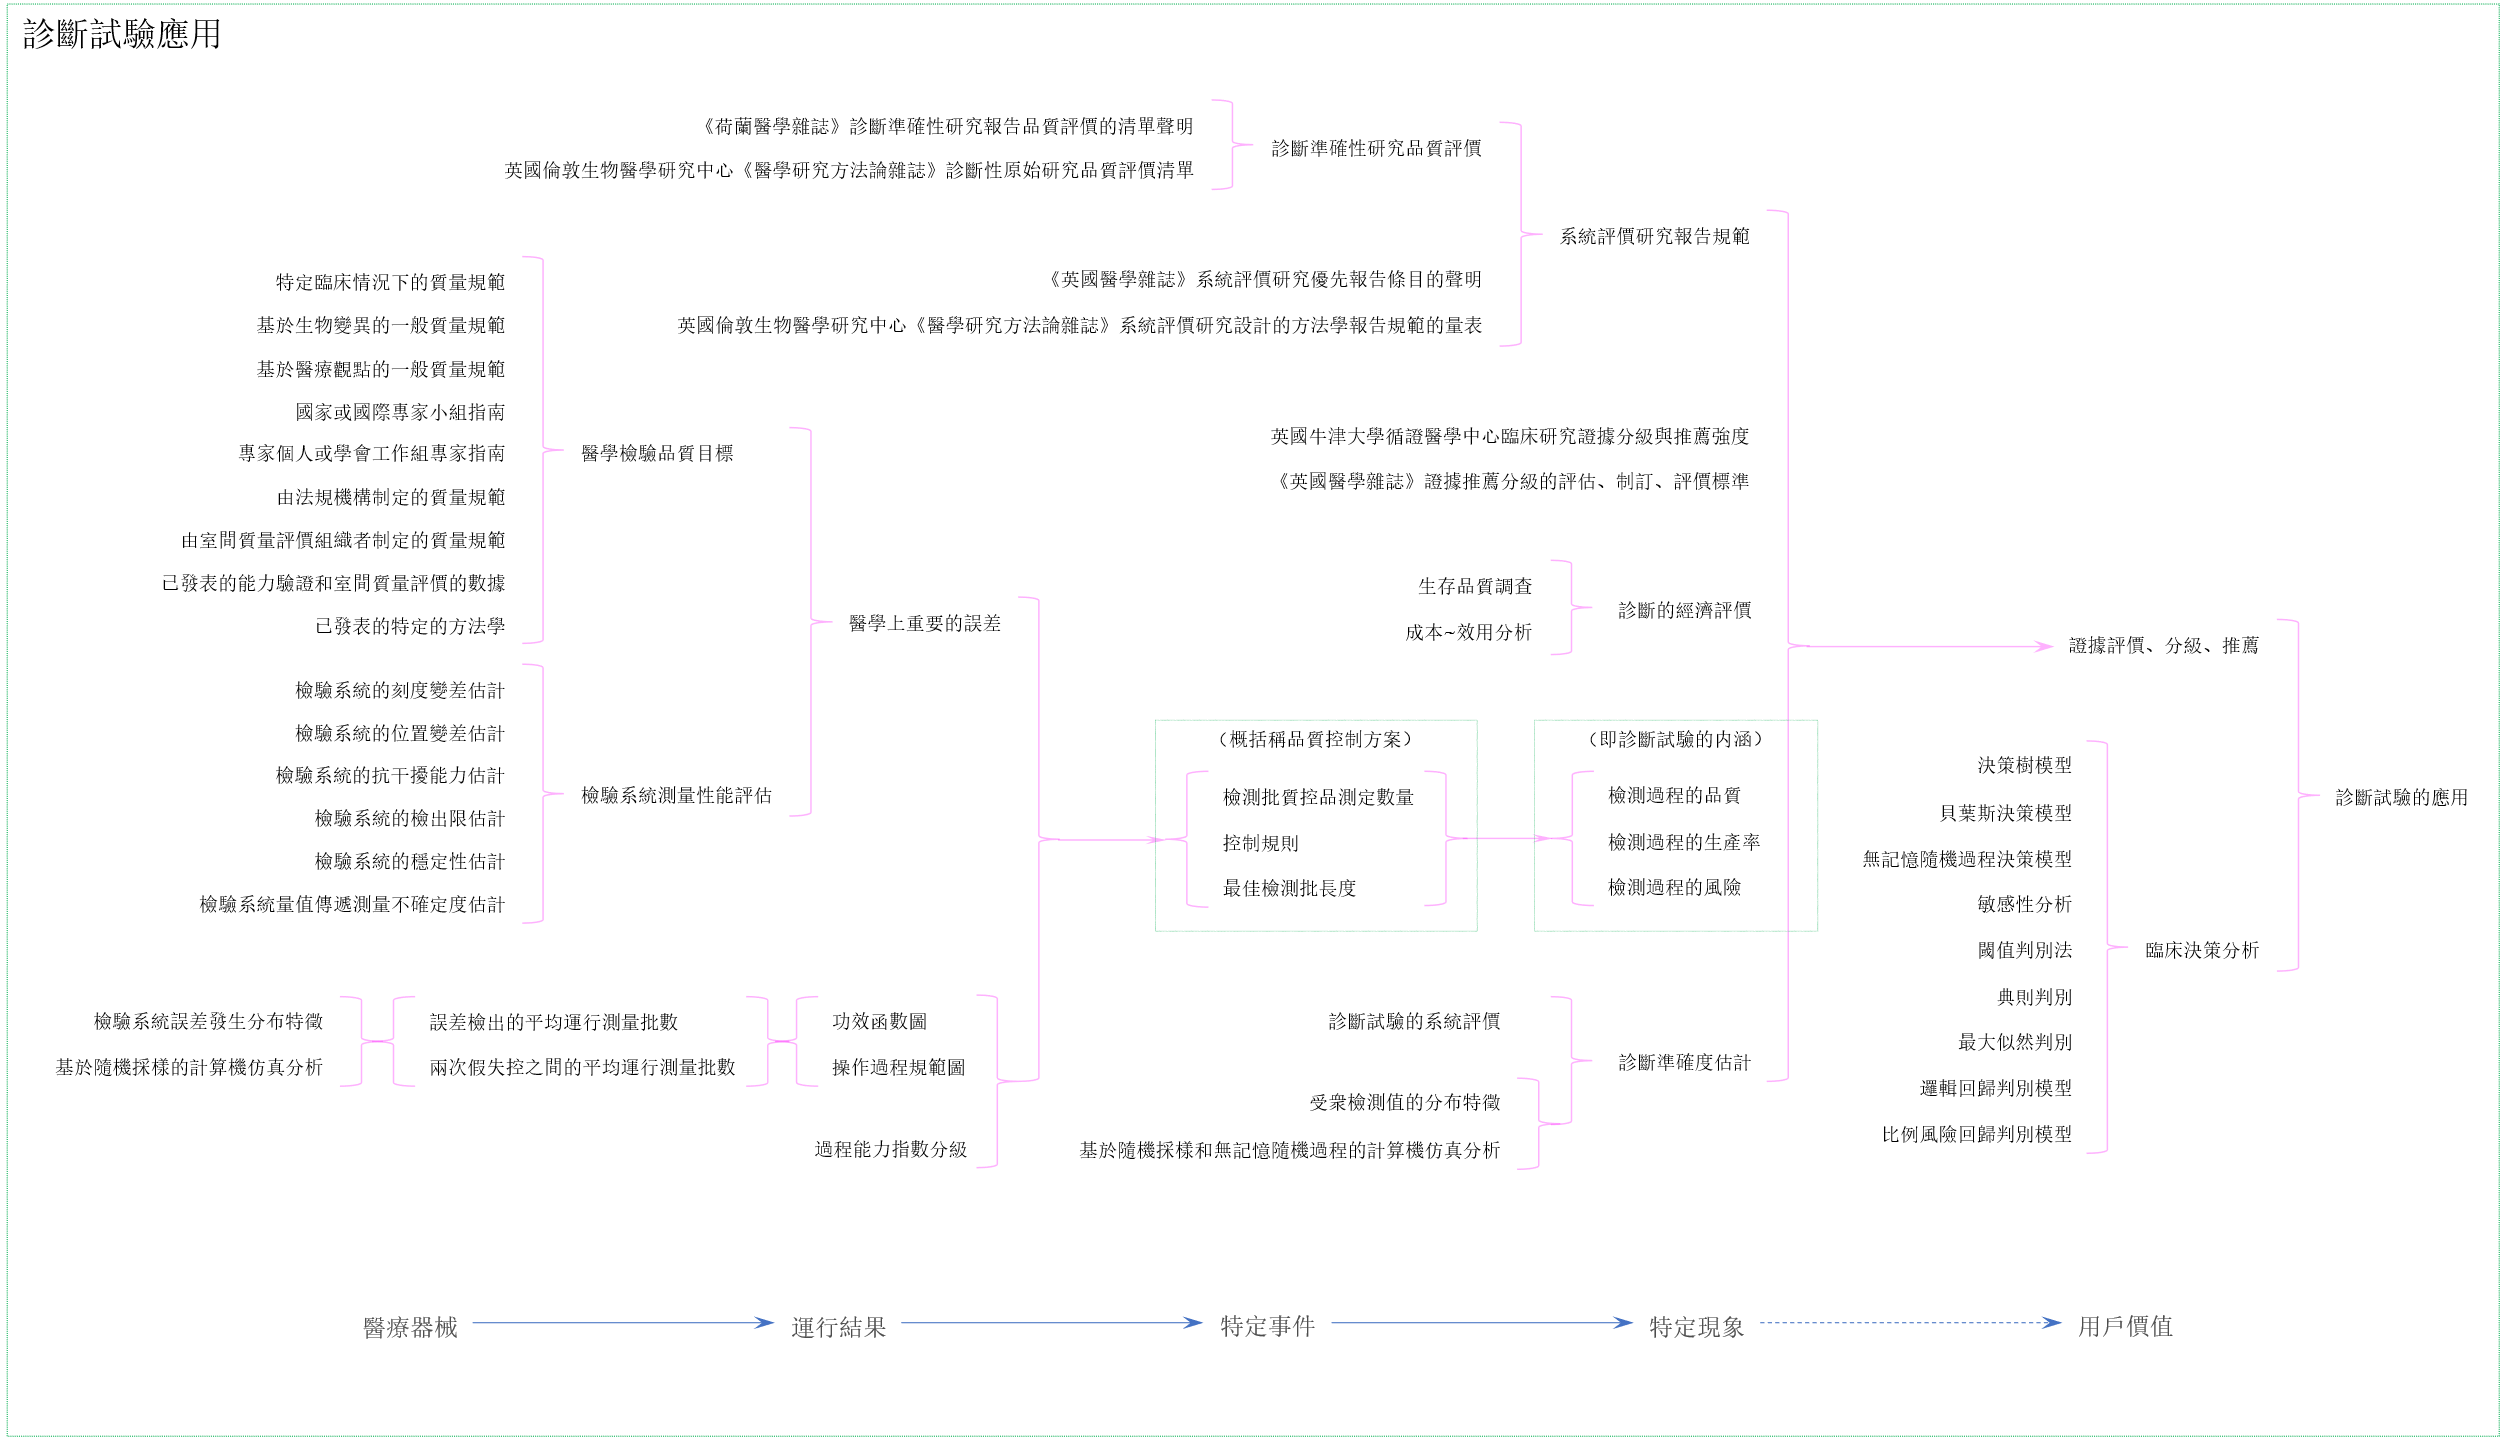 診斷試驗應用
《荷蘭醫學雜誌》診斷準確性研究報告品質評價的清單聲明
英國倫敦生物醫學研究中心《醫學研究方法論雜誌》診斷性原始研究品質評價清單
診斷準確性研究品質評價
《英國醫學雜誌》系統評價研究優先報告條目的聲明
英國倫敦生物醫學研究中心《醫學研究方法論雜誌》系統評價研究設計的方法學報告規範的量表
系統評價研究報告規範
特定臨床情況下的質量規範
基於生物變異的一般質量規範
基於醫療觀點的一般質量規範
國家或國際專家小組指南
專家個人或學會工作組專家指南
由法規機構制定的質量規範
由室間質量評價組織者制定的質量規範
已發表的能力驗證和室間質量評價的數據
已發表的特定的方法學
醫學檢驗品質目標
檢驗系統的刻度變差估計
檢驗系統的位置變差估計
檢驗系統的抗干擾能力估計
檢驗系統的檢出限估計
檢驗系統的穩定性估計
檢驗系統量值傳遞測量不確定度估計
檢驗系統測量性能評估
醫學上重要的誤差
英國牛津大學循證醫學中心臨床研究證據分級與推薦強度
《英國醫學雜誌》證據推薦分級的評估、制訂、評價標準
生存品質調查
成本~效用分析
診斷的經濟評價
證據評價、分級、推薦
（概括稱品質控制方案）
檢測批質控品測定數量
控制規則
最佳檢測批長度
（即診斷試驗的内涵）
檢測過程的品質
檢測過程的生產率
檢測過程的風險
決策樹模型
貝葉斯決策模型
無記憶隨機過程決策模型
敏感性分析
閾值判別法
典則判別
最大似然判別
邏輯回歸判別模型
比例風險回歸判別模型
臨床決策分析
診斷試驗的應用
檢驗系統誤差發生分布特徵
基於隨機採樣的計算機仿真分析
誤差檢出的平均運行測量批數
兩次假失控之間的平均運行測量批數
功效函數圖
操作過程規範圖
過程能力指數分級
診斷試驗的系統評價
受衆檢測值的分布特徵
基於隨機採樣和無記憶隨機過程的計算機仿真分析
診斷準確度估計
醫療器械
運行結果
特定事件
特定現象
用戶價值